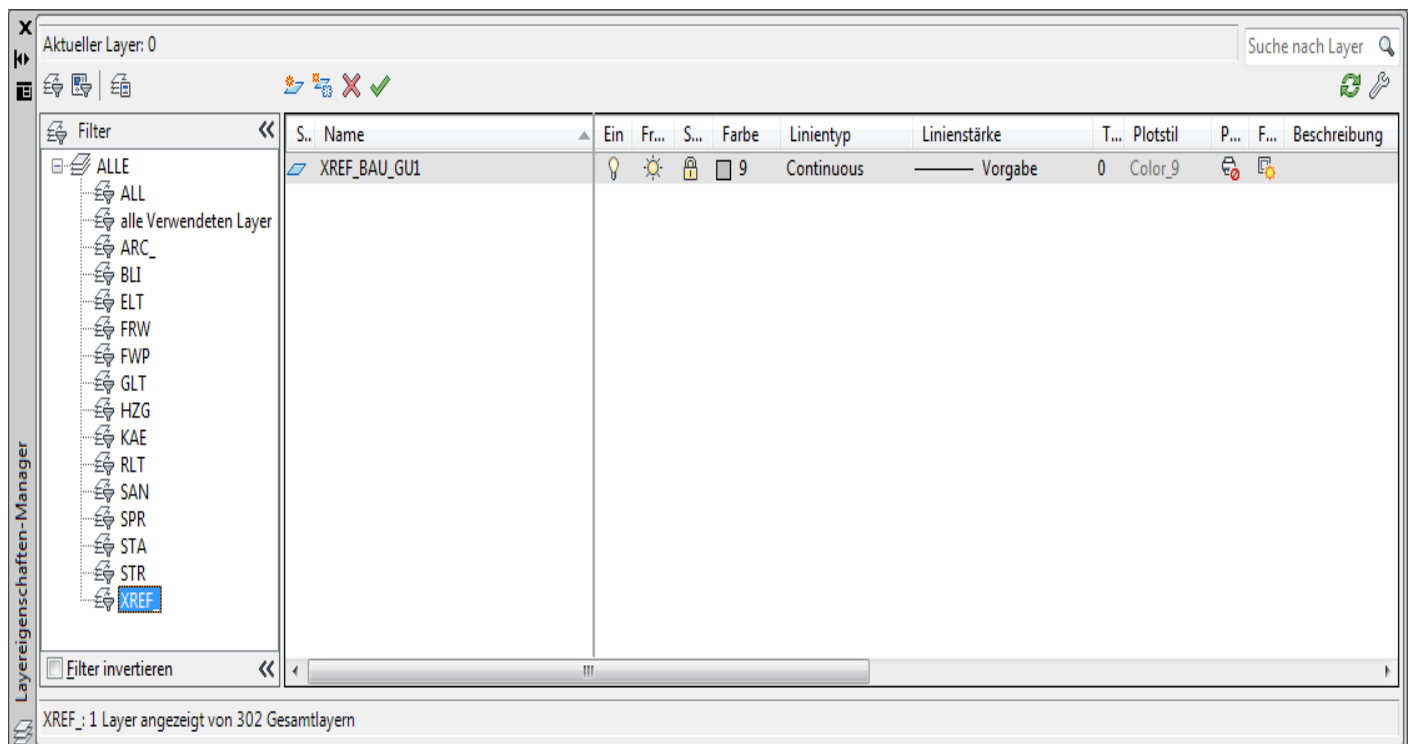 Aktueller Layer: 0
Suche nach Layer
Filter
S.. Name Ein Fr... S... Farbe Linientyp Linienstärke T... Plotstil P... F... Beschreibung
XREF_BAU_GU1 9 Continuous Vorgabe 0 Color_9
ALLE
ALL
alle Verwendeten Layer
ARC_
BLI
ELT
FRW
FWP
GLT
HZG
KAE
RLT
SAN
SPR
STA
STR
XREF_
Filter invertieren
XREF_: 1 Layer angezeigt von 302 Gesamtlayern
Layereigenschaften-Manager